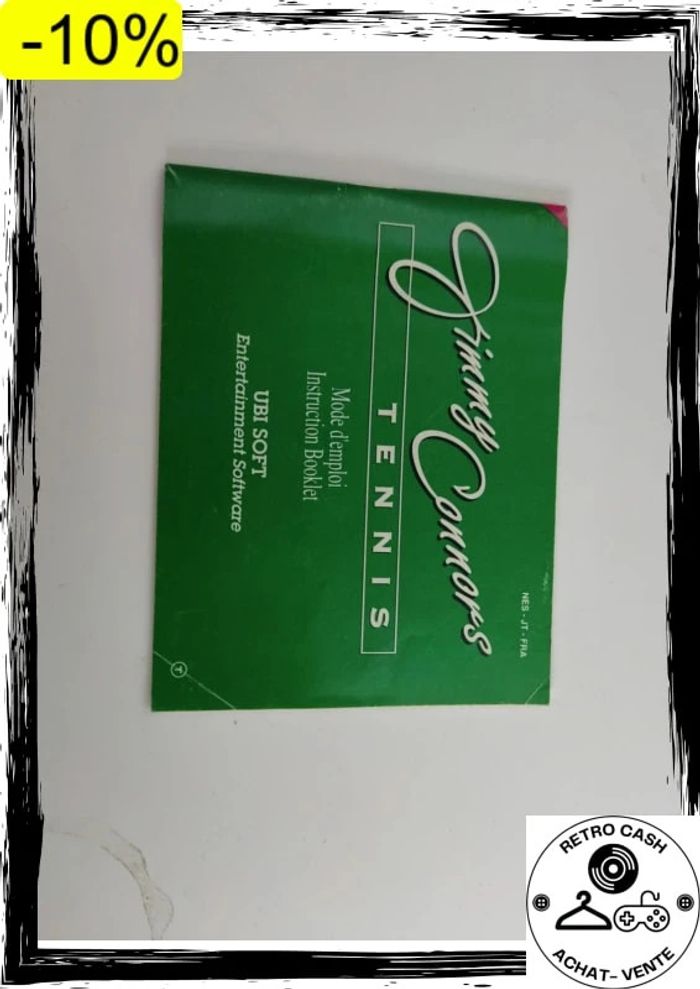 -10%
NES - JT - FRA
Jimmy Connors
TENNIS
Mode d'emploi
Instruction Booklet
UBI SOFT
Entertainment Software
T
RETRO CASH
ACHAT- VENTE